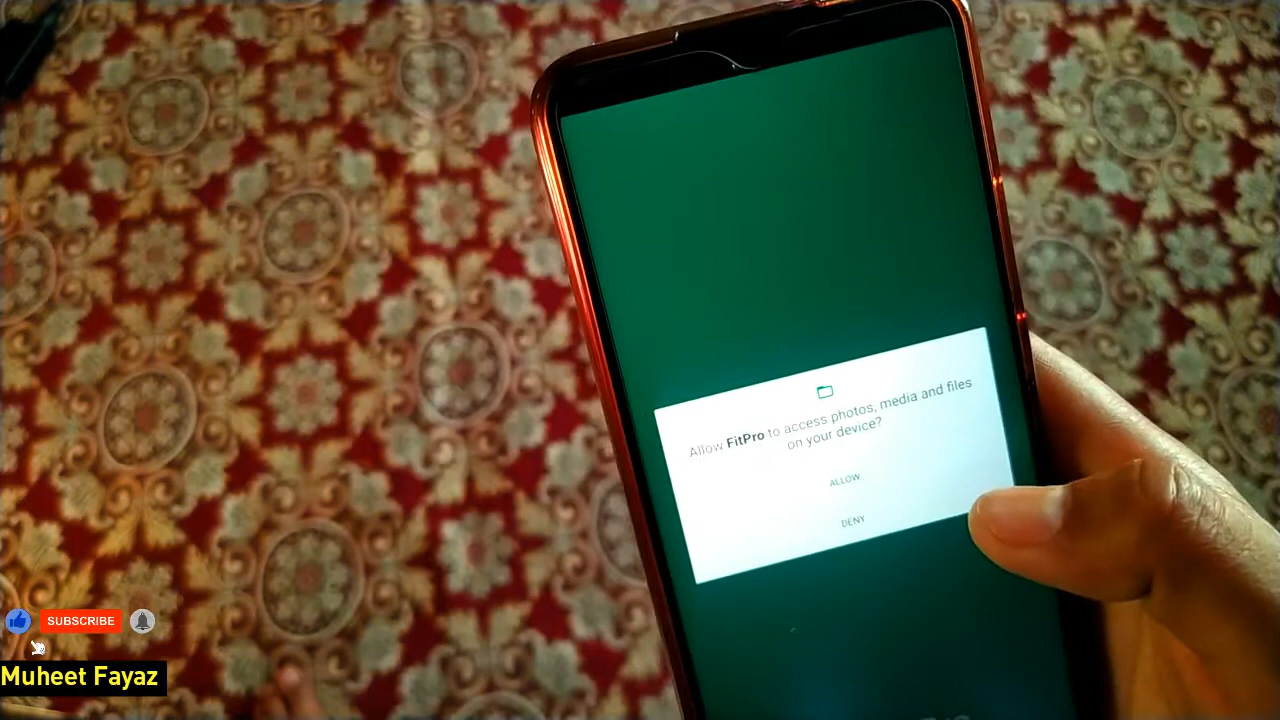 Allow FitPro to access photos, media and files
on your device?
ALLOW
DENY
SUBSCRIBE
Muheet Fayaz